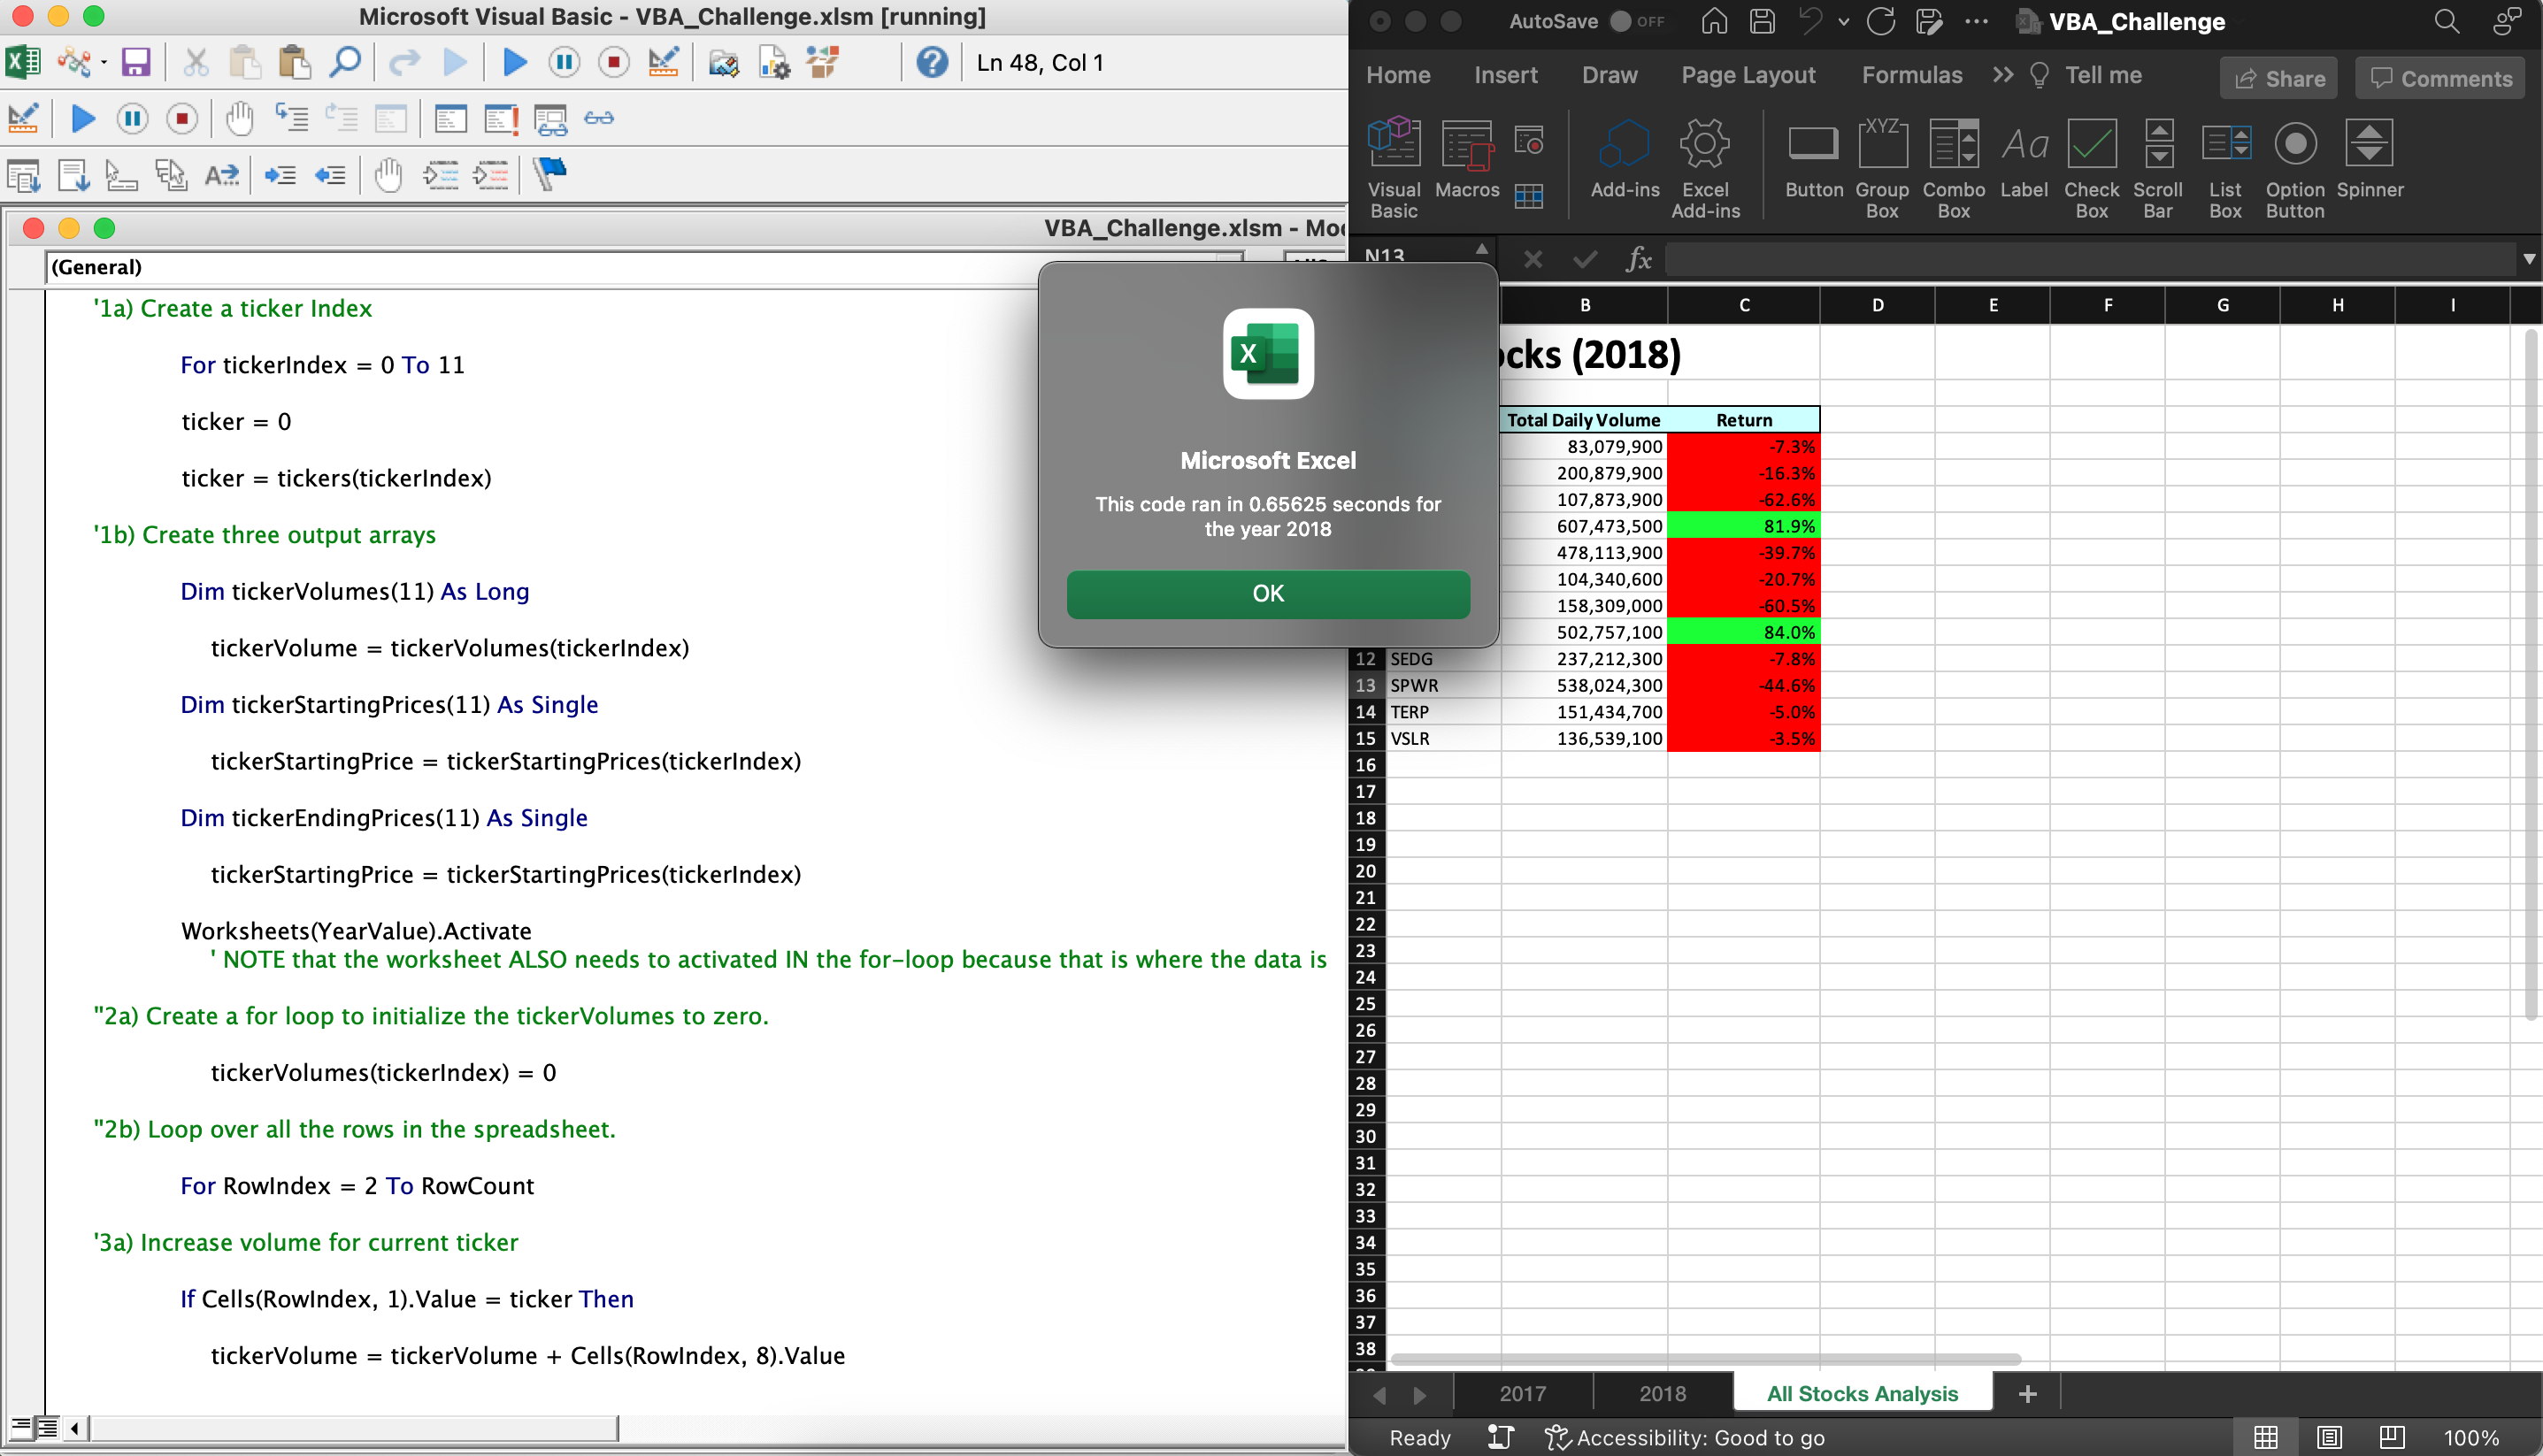 Microsoft Visual Basic - VBA_Challenge.xlsm [running]
Ln 48, Col 1
VBA_Challenge.xlsm - Mod
(General)
'1a) Create a ticker Index
For tickerIndex = 0 To 11
ticker = 0
ticker = tickers(tickerIndex)
'1b) Create three output arrays
Dim tickerVolumes(11) As Long
tickerVolume = tickerVolumes(tickerIndex)
Dim tickerStartingPrices(11) As Single
tickerStartingPrice = tickerStartingPrices(tickerIndex)
Dim tickerEndingPrices(11) As Single
tickerStartingPrice = tickerStartingPrices(tickerIndex)
Worksheets(YearValue).Activate
' NOTE that the worksheet ALSO needs to activated IN the for-loop because that is where the data is
"2a) Create a for loop to initialize the tickerVolumes to zero.
tickerVolumes(tickerIndex) = 0
"2b) Loop over all the rows in the spreadsheet.
For RowIndex = 2 To RowCount
'3a) Increase volume for current ticker
If Cells(RowIndex, 1).Value = ticker Then
tickerVolume = tickerVolume + Cells(RowIndex, 8).Value
Microsoft Excel
This code ran in 0.65625 seconds for
the year 2018
OK
AutoSave OFF
VBA_Challenge
Home Insert Draw Page Layout Formulas >> Tell me Share Comments
XYZ Aa
Visual Basic Macros Add-ins Excel Add-ins Button Group Box Combo Box Label Check Box Scroll Bar List Box Option Button Spinner
N13 fx
B C D E F G H I
ocks (2018)
Total Daily Volume Return
83,079,900 -7.3%
200,879,900 -16.3%
107,873,900 -62.6%
607,473,500 81.9%
478,113,900 -39.7%
104,340,600 -20.7%
158,309,000 -60.5%
502,757,100 84.0%
12 SEDG 237,212,300 -7.8%
13 SPWR 538,024,300 -44.6%
14 TERP 151,434,700 -5.0%
15 VSLR 136,539,100 -3.5%
16
17
18
19
20
21
22
23
24
25
26
27
28
29
30
31
32
33
34
35
36
37
38
2017 2018 All Stocks Analysis +
Ready Accessibility: Good to go 100%